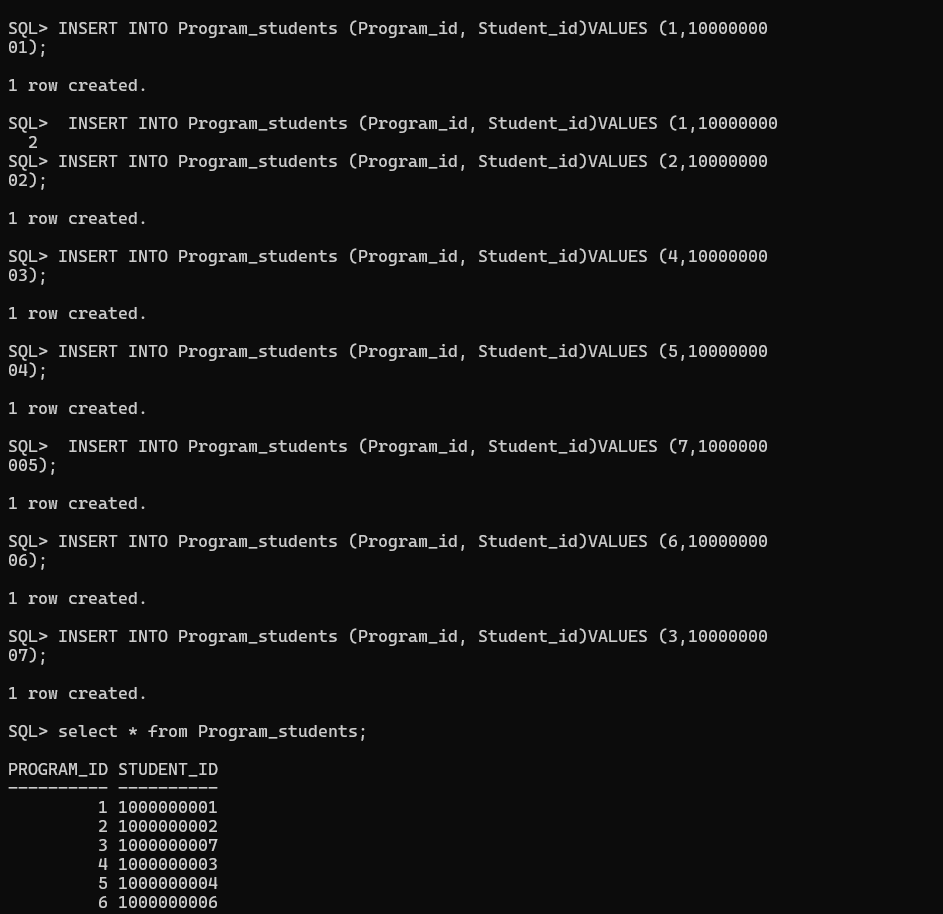 SQL> INSERT INTO Program_students (Program_id, Student_id)VALUES (1,10000000
01);
1 row created.
SQL>  INSERT INTO Program_students (Program_id, Student_id)VALUES (1,10000000
  2
SQL> INSERT INTO Program_students (Program_id, Student_id)VALUES (2,10000000
02);
1 row created.
SQL> INSERT INTO Program_students (Program_id, Student_id)VALUES (4,10000000
03);
1 row created.
SQL> INSERT INTO Program_students (Program_id, Student_id)VALUES (5,10000000
04);
1 row created.
SQL>  INSERT INTO Program_students (Program_id, Student_id)VALUES (7,1000000
005);
1 row created.
SQL> INSERT INTO Program_students (Program_id, Student_id)VALUES (6,10000000
06);
1 row created.
SQL> INSERT INTO Program_students (Program_id, Student_id)VALUES (3,10000000
07);
1 row created.
SQL> select * from Program_students;
PROGRAM_ID STUDENT_ID
---------- ----------
         1 1000000001
         2 1000000002
         3 1000000007
         4 1000000003
         5 1000000004
         6 1000000006